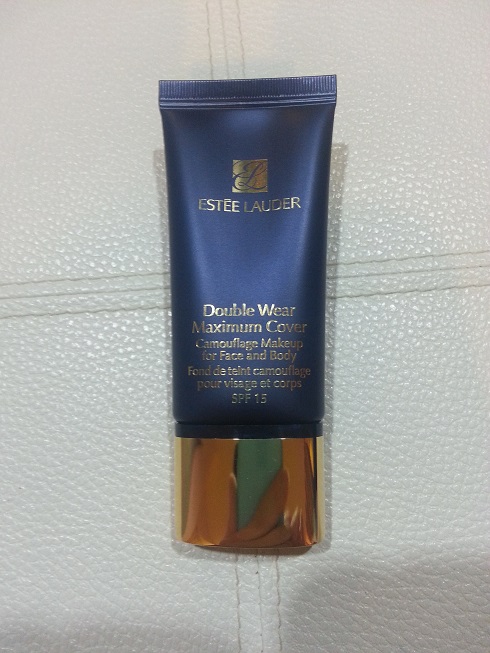 ESTĒE LAUDER
Double Wear
Maximum Cover
Camouflage Makeup
for Face and Body
Fond de teint camouflage
pour visage et corps
SPF 15